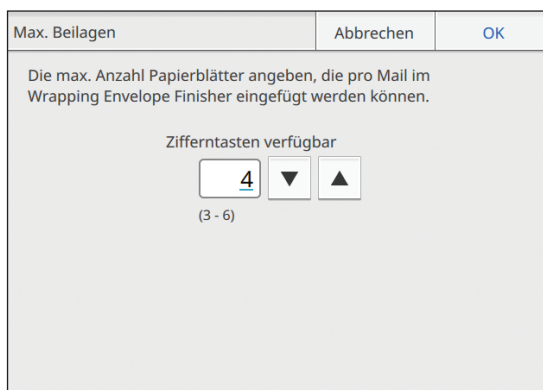 Max. Beilagen
Abbrechen
OK
Die max. Anzahl Papierblätter angeben, die pro Mail im
Wrapping Envelope Finisher eingefügt werden können.
Zifferntasten verfügbar
4
(3 - 6)